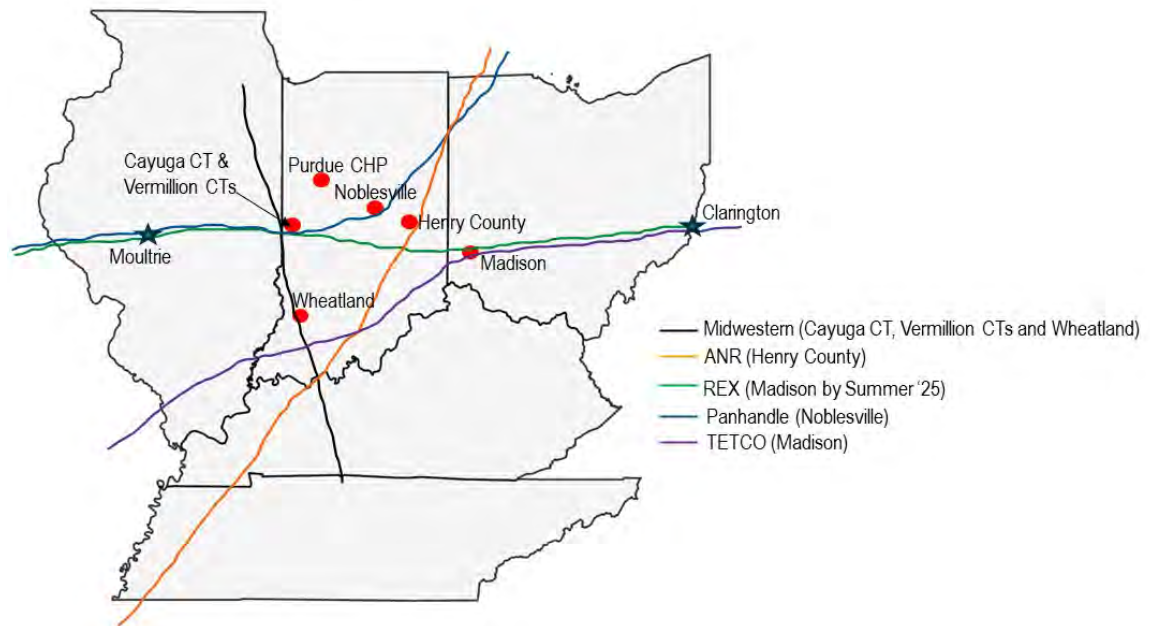 Cayuga CT &
Vermillion CTs
Purdue CHP
Noblesville
Henry County
Clarington
Moultrie
Madison
Wheatland
Midwestern (Cayuga CT, Vermillion CTs and Wheatland)
ANR (Henry County)
REX (Madison by Summer ‘25)
Panhandle (Noblesville)
TETCO (Madison)